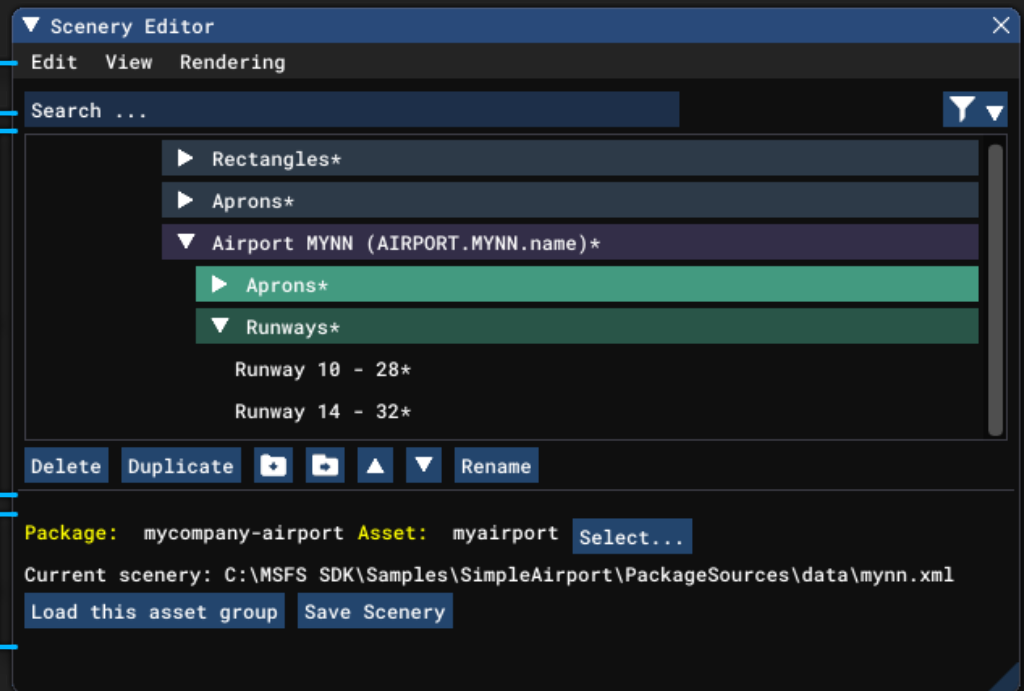 Scenery Editor
Edit View Rendering
Search ...
Rectangles*
Aprons*
Airport MYNN (AIRPORT.MYNN.name)*
Aprons*
Runways*
Runway 10 - 28*
Runway 14 - 32*
Delete Duplicate Rename
Package: mycompany-airport Asset: myairport Select...
Current scenery: C:\MSFS SDK\Samples\SimpleAirport\PackageSources\data\mynn.xml
Load this asset group Save Scenery